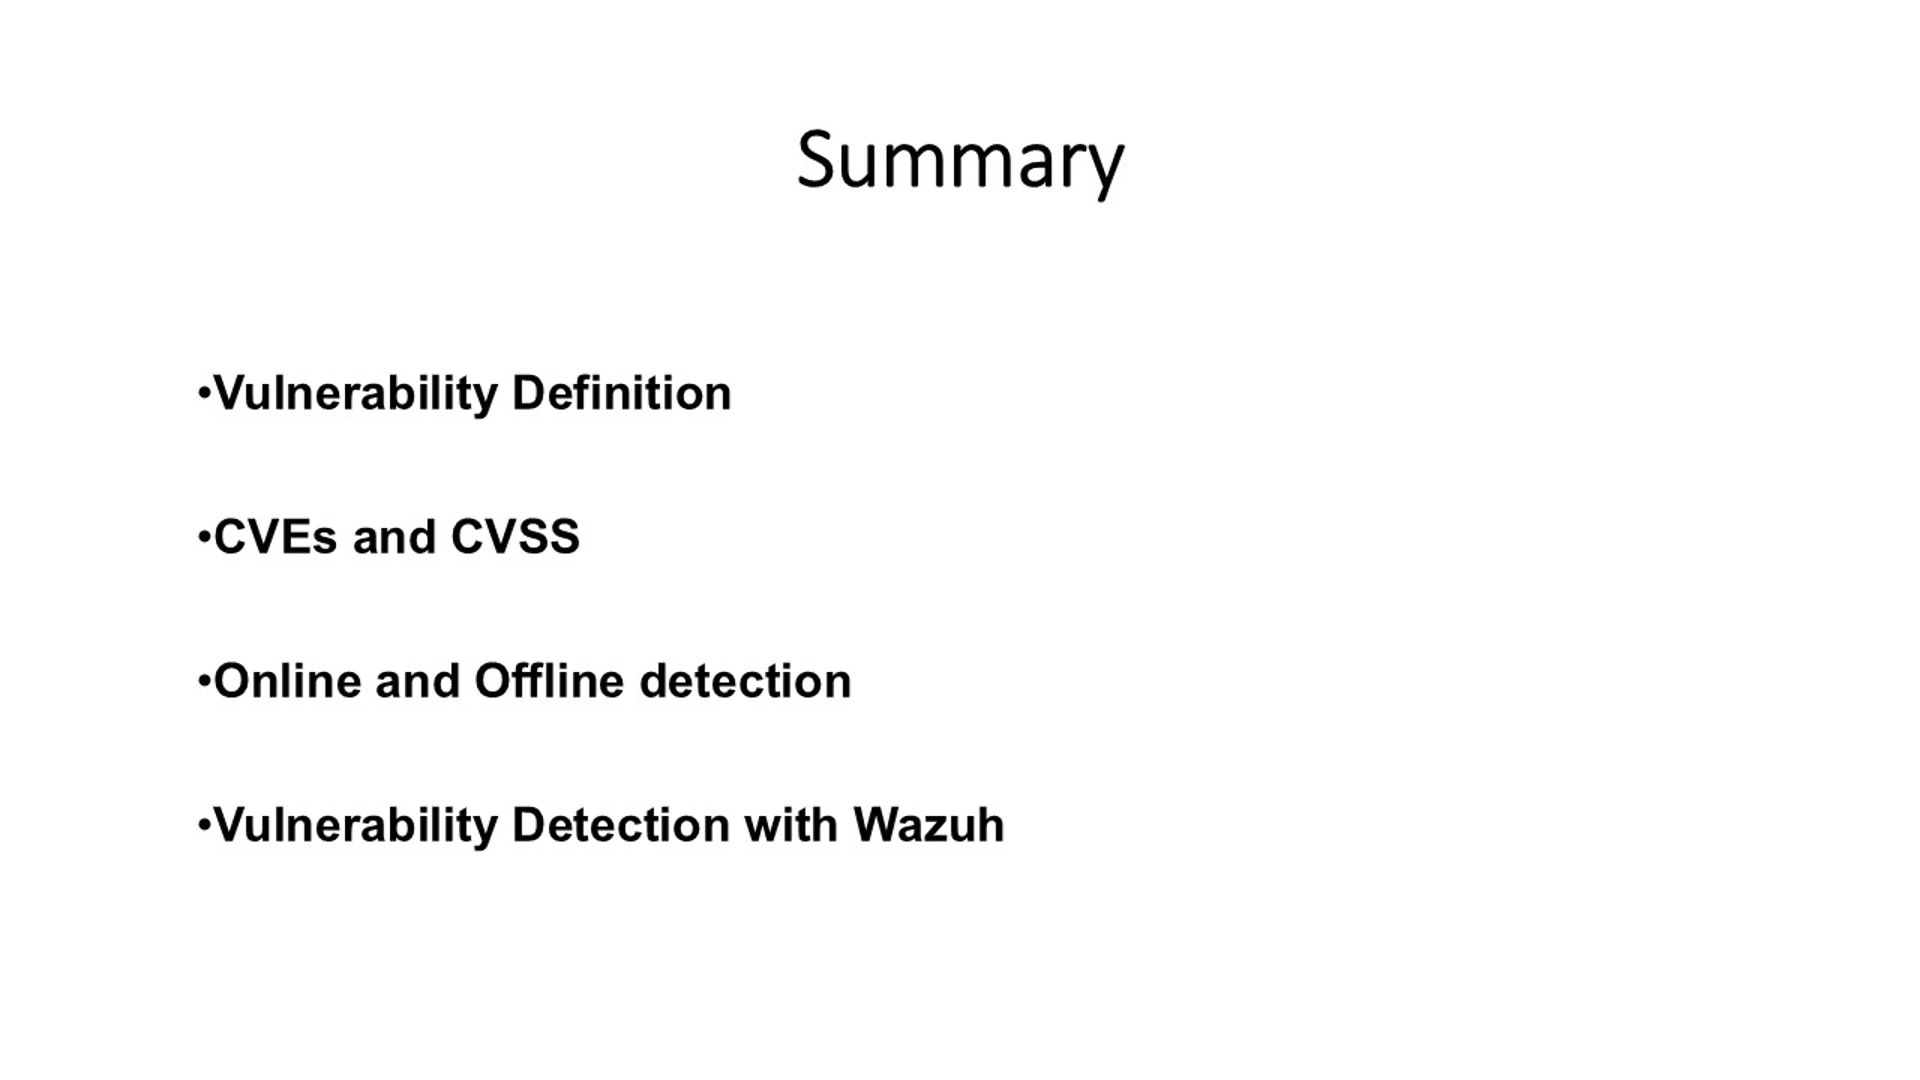 Summary
•Vulnerability Definition
•CVEs and CVSS
•Online and Offline detection
•Vulnerability Detection with Wazuh